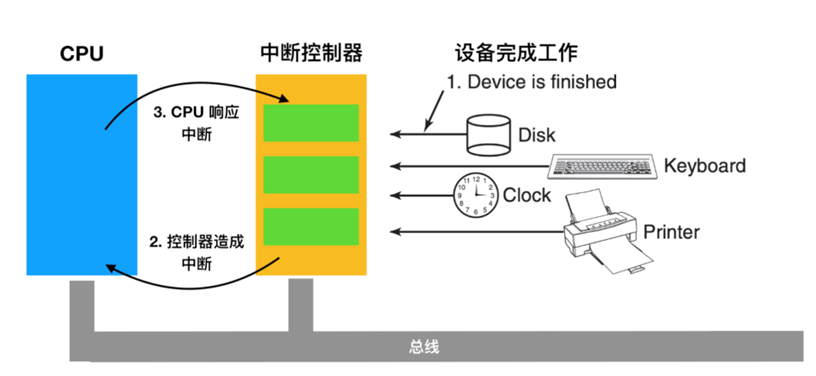 CPU
中断控制器
设备完成工作
1. Device is finished
3. CPU 响应
中断
Disk
Keyboard
Clock
11 12 1
10 2
9 3
8 4
7 6 5
Printer
2. 控制器造成
中断
总线